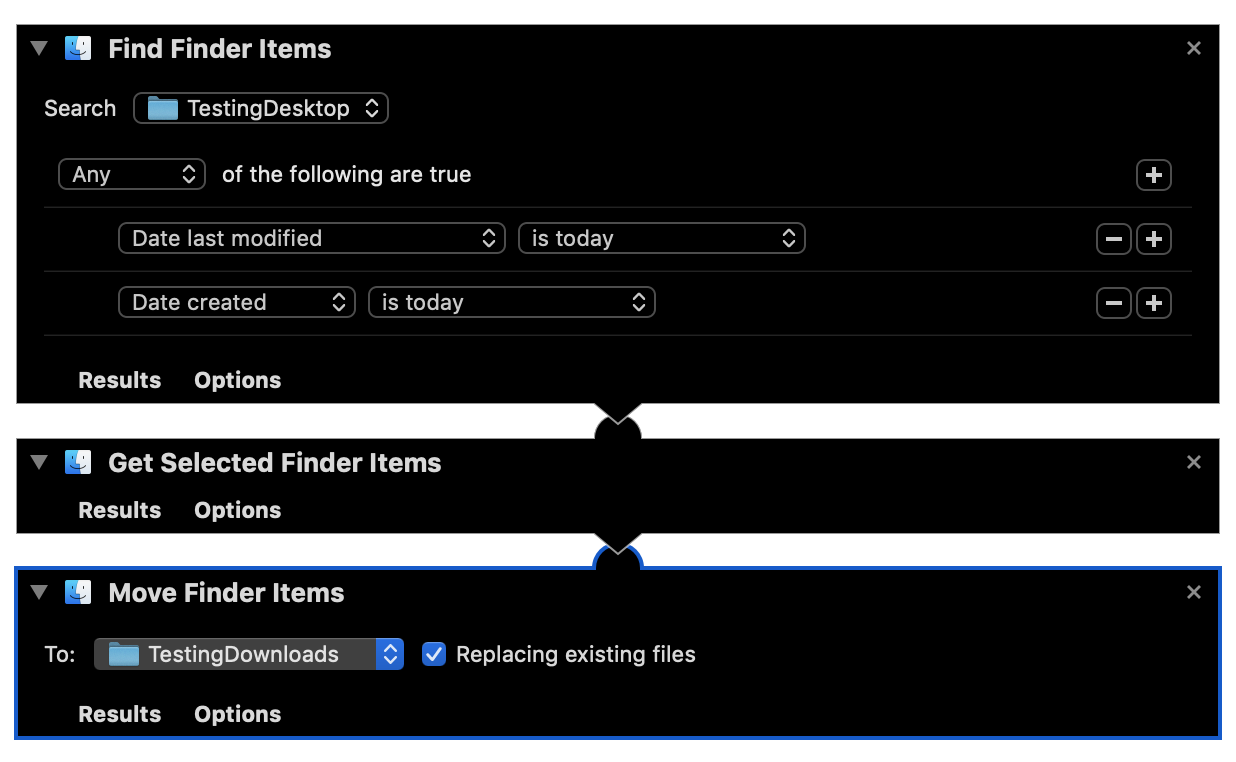 Find Finder Items
Search TestingDesktop
Any of the following are true
Date last modified is today
Date created is today
Results Options
Get Selected Finder Items
Results Options
Move Finder Items
To: TestingDownloads Replacing existing files
Results Options